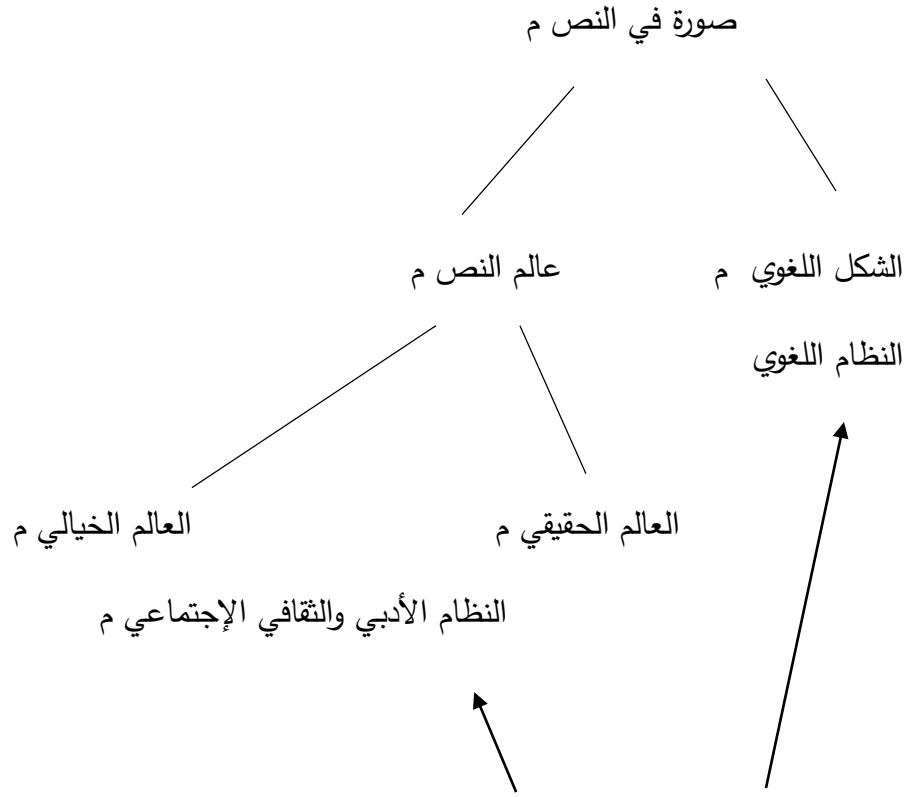 صورة في النص م
الشكل اللغوي م
عالم النص م
النظام اللغوي
العالم الحقيقي م
العالم الخيالي م
النظام الأدبي والثقافي الإجتماعي م